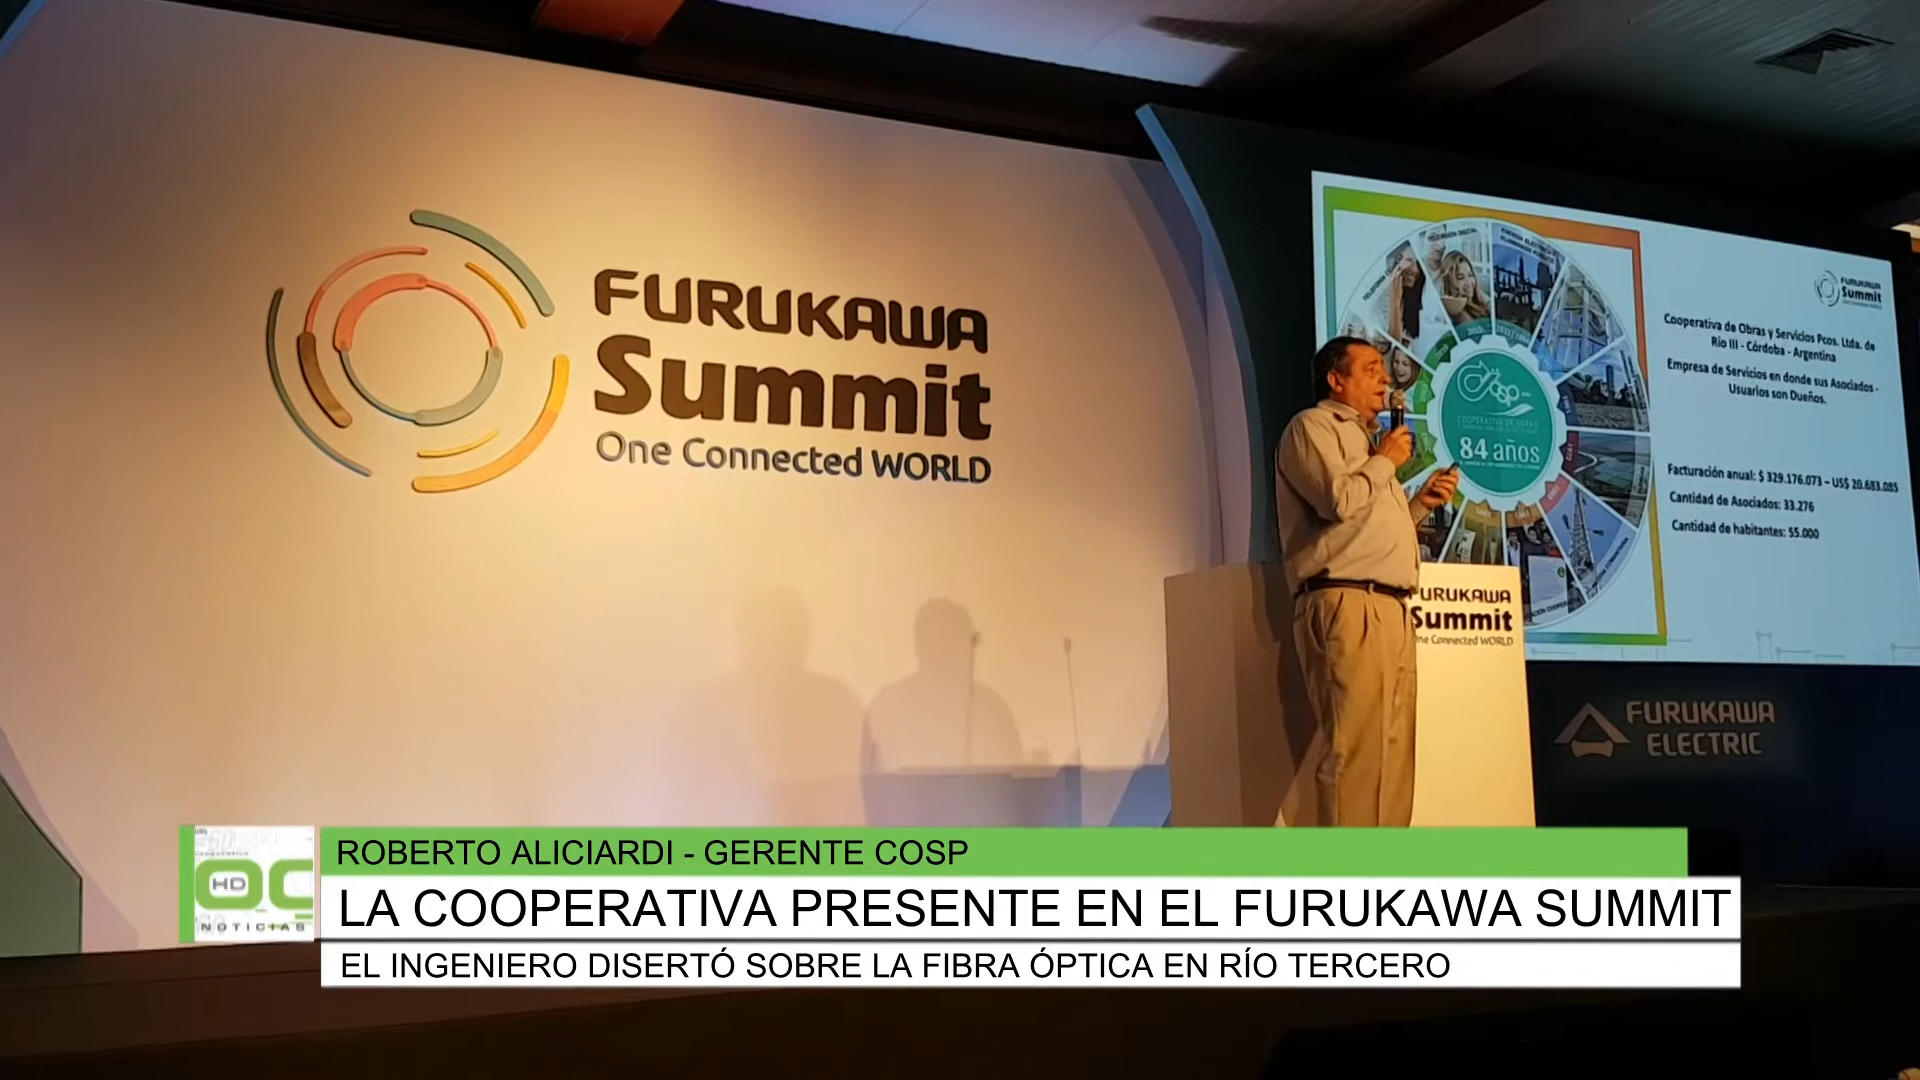 FURUKAWA
Summit
One Connected WORLD
TELEVISIÓN DIGITAL
84 años
FURUKAWA
Summit
Cooperativa de Obras y Servicios Pcos. Ltda. de
Río III - Córdoba - Argentina
Empresa de Servicios en donde sus Asociados -
Usuarios son Dueños.
Facturación anual: $ 329.176.073 – US$ 20.683.085
Cantidad de Asociados: 33.276
Cantidad de habitantes: 55.000
FURUKAWA
Summit
One Connected WORLD
FURUKAWA
ELECTRIC
HD
NOTICIAS
ROBERTO ALICIARDI - GERENTE COSP
LA COOPERATIVA PRESENTE EN EL FURUKAWA SUMMIT
EL INGENIERO DISERTÓ SOBRE LA FIBRA ÓPTICA EN RÍO TERCERO